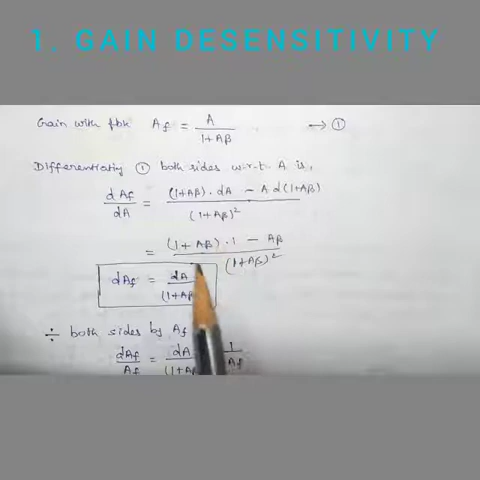 1. GAIN DESENSITIVITY
Gain with fbk Af = A / 1+Aβ → ①
Differentiating ① both sides w.r.t. A is,
dAf / dA = (1+Aβ). dA - A d(1+Aβ) / (1+Aβ)²
= (1+Aβ).1 - Aβ / (1+Aβ)²
dAf = dA / (1+Aβ
÷ both sides by Af
dAf / Af = dA / (1+A 1 / Af